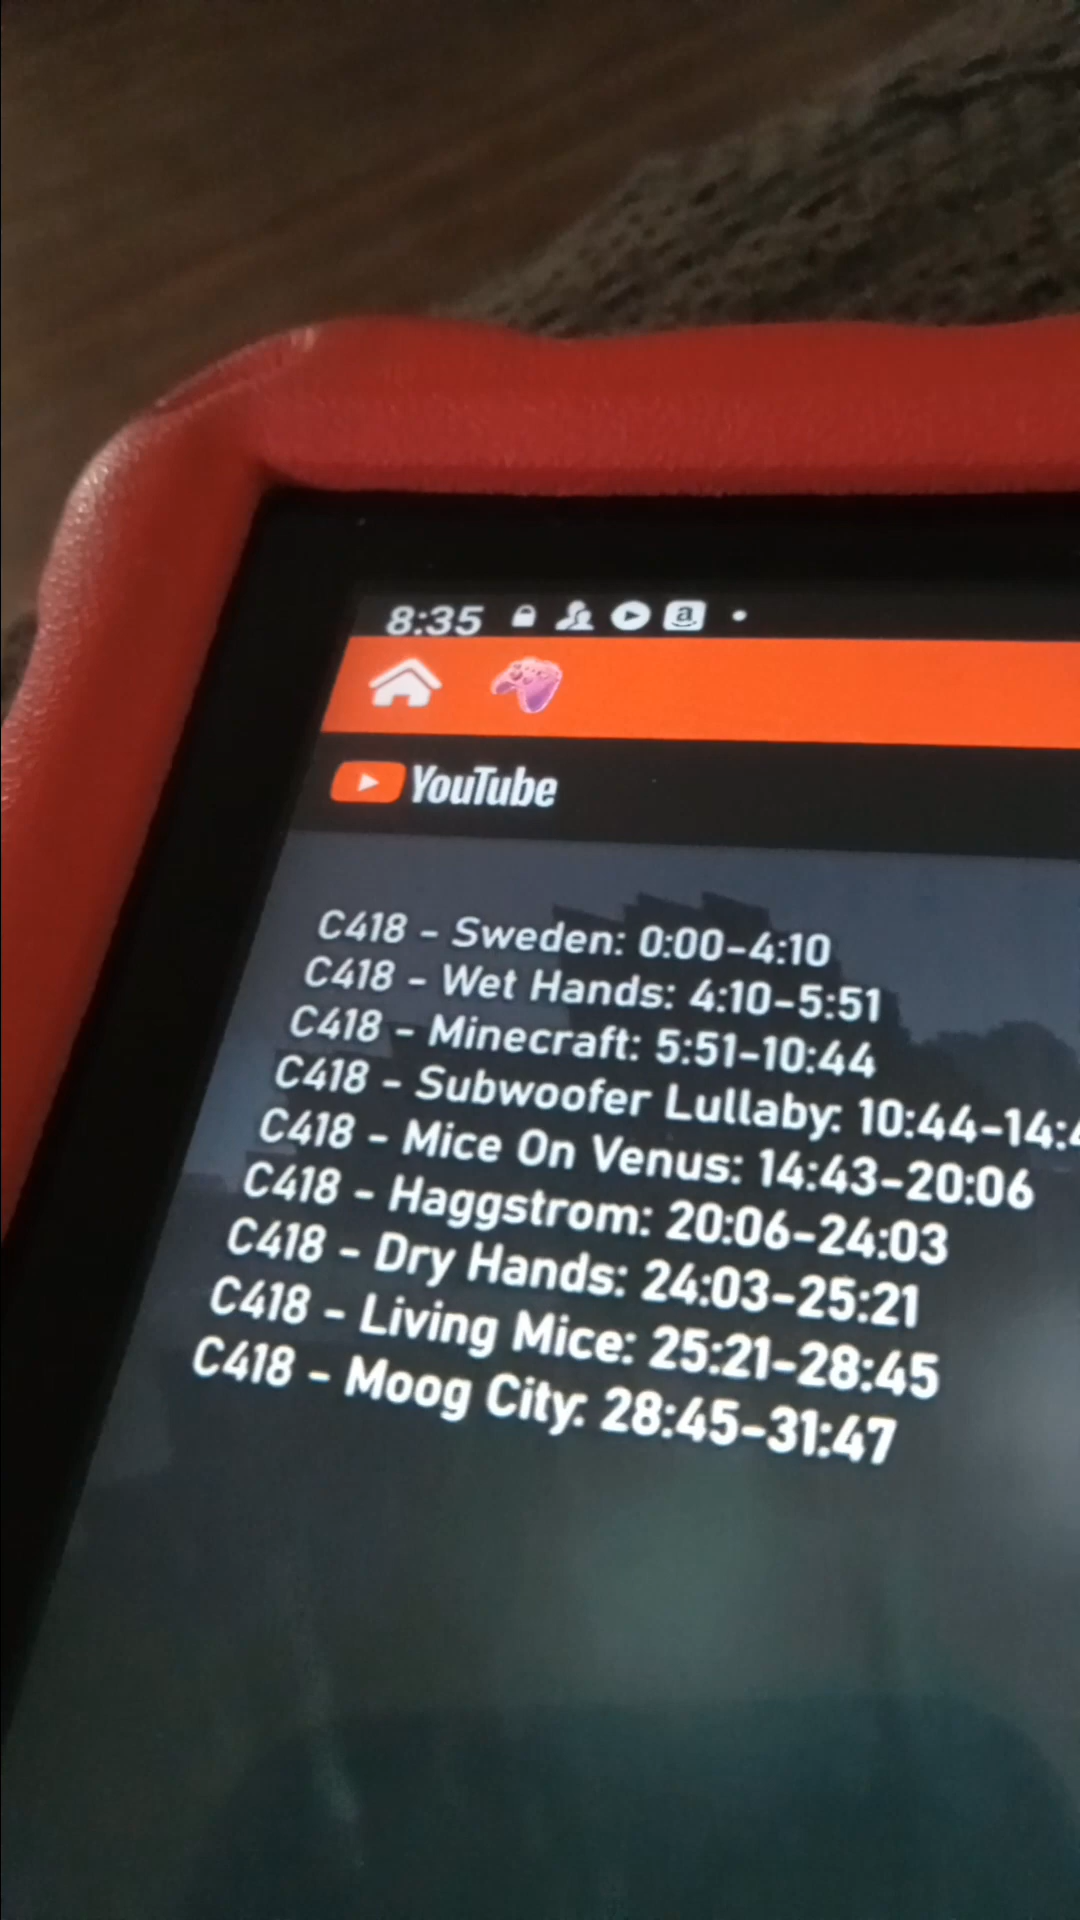 8:35
YouTube
C418 - Sweden: 0:00-4:10
C418 - Wet Hands: 4:10-5:51
C418 - Minecraft: 5:51-10:44
C418 - Subwoofer Lullaby: 10:44-14:4
C418 - Mice On Venus: 14:43-20:06
C418 - Haggstrom: 20:06-24:03
C418 - Dry Hands: 24:03-25:21
C418 - Living Mice: 25:21-28:45
C418 - Moog City: 28:45-31:47